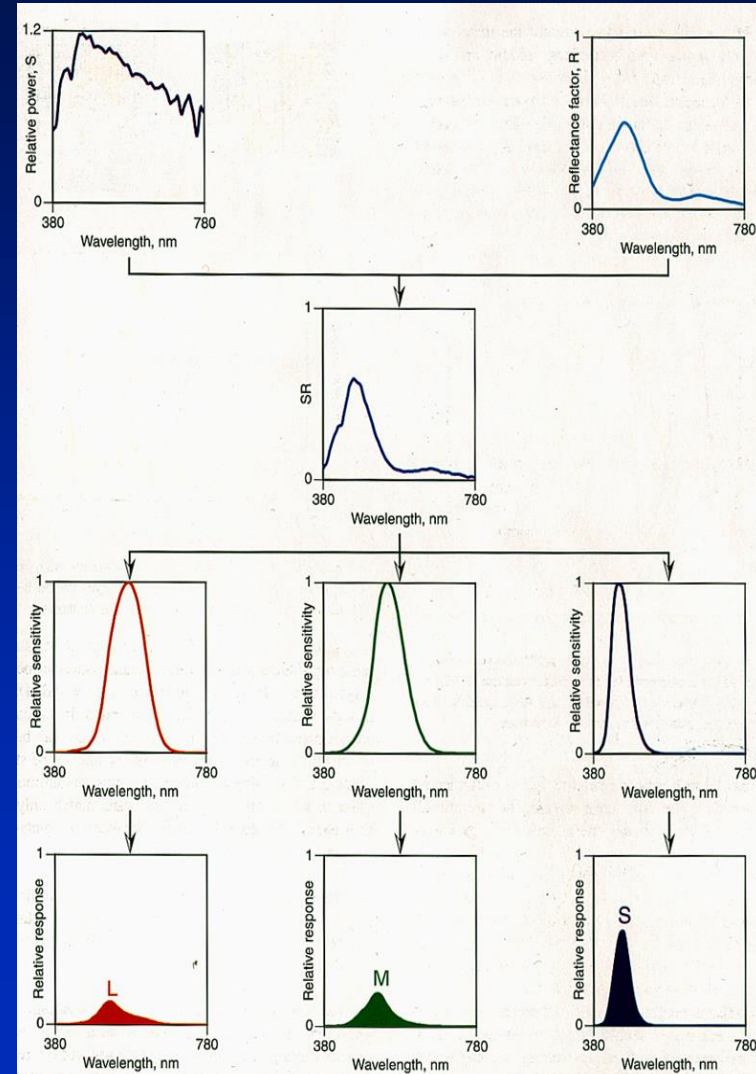 1.2
Relative power, S
0
380
780
Wavelength, nm
1
Reflectance factor, R
0
380
780
Wavelength, nm
1
SR
0
380
780
Wavelength, nm
1
Relative sensitivity
0
380
780
Wavelength, nm
1
Relative sensitivity
0
380
780
Wavelength, nm
1
Relative sensitivity
0
380
780
Wavelength, nm
1
Relative response
L
0
380
780
Wavelength, nm
1
Relative response
M
0
380
780
Wavelength, nm
1
Relative response
S
0
380
780
Wavelength, nm